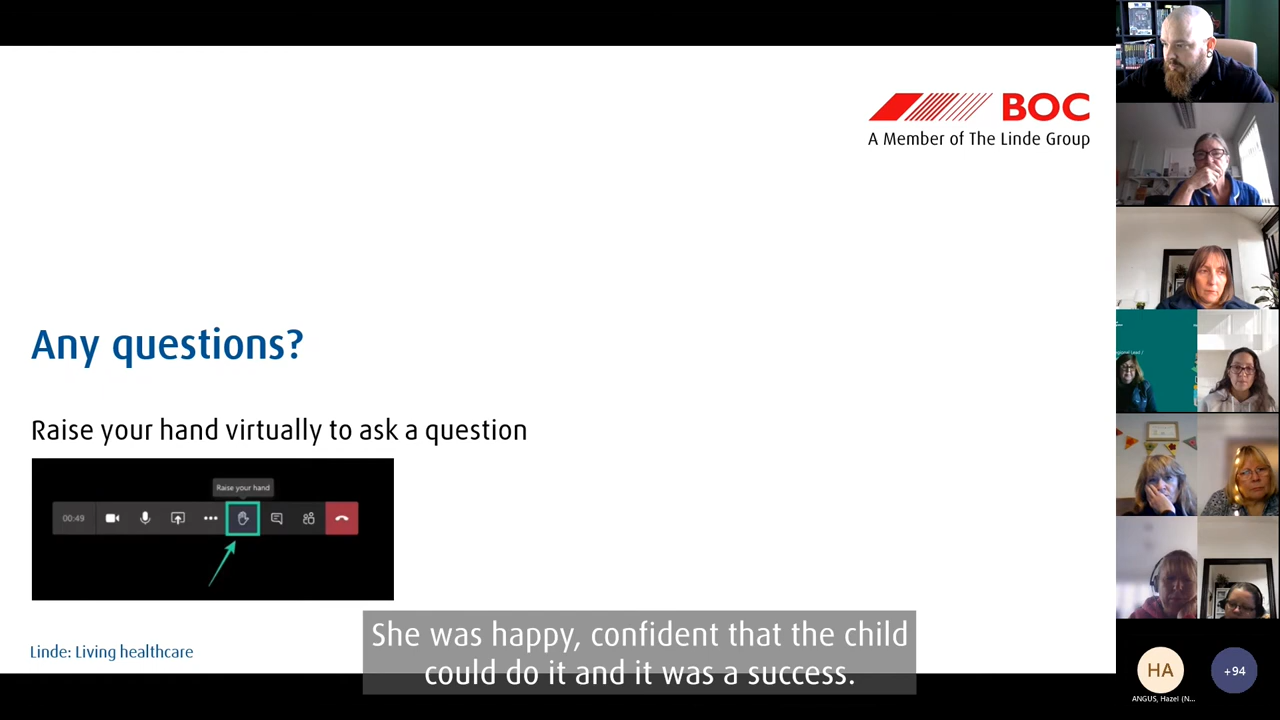 BOC
A Member of The Linde Group
Any questions?
Raise your hand virtually to ask a question
Raise your hand
00:49
Linde: Living healthcare
She was happy, confident that the child
could do it and it was a success.
HA
+94
ANGUS, Hazel (N...